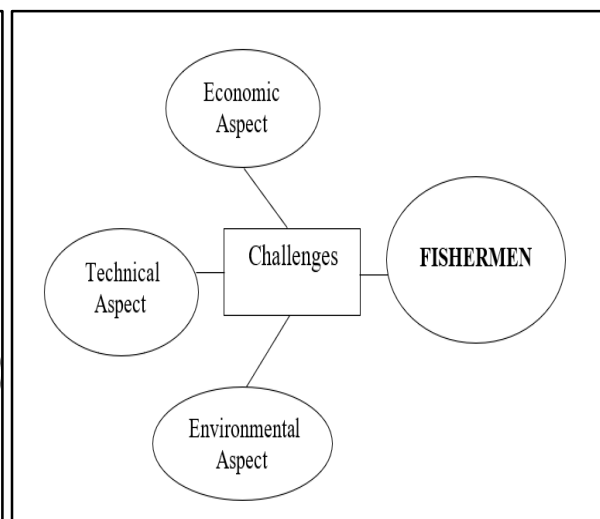 Economic
Aspect
Challenges
FISHERMEN
Technical
Aspect
Environmental
Aspect